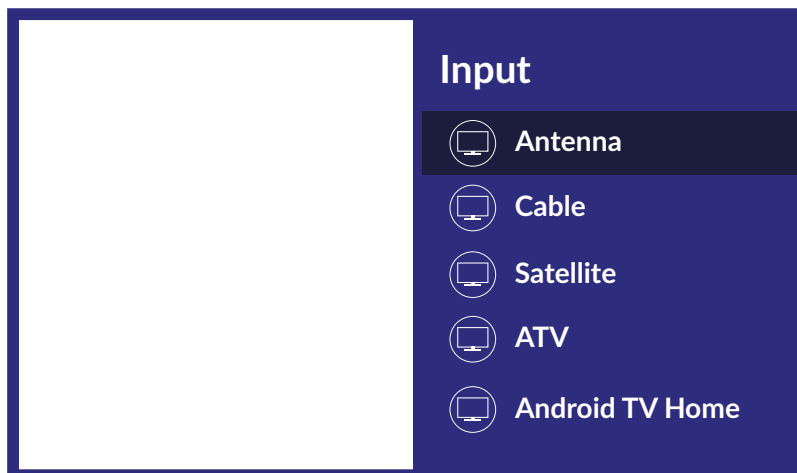 Input
Antenna
Cable
Satellite
ATV
Android TV Home